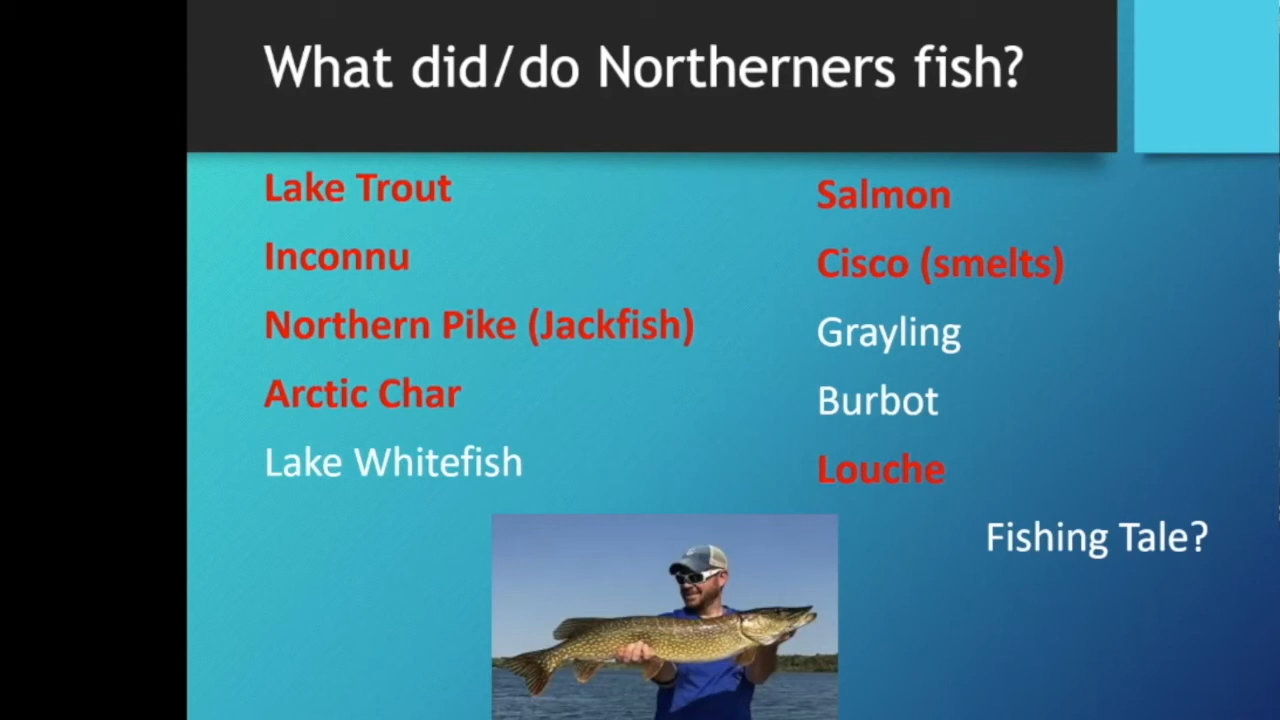 What did/do Northerners fish?
Lake Trout
Inconnu
Northern Pike (Jackfish)
Arctic Char
Lake Whitefish
Salmon
Cisco (smelts)
Grayling
Burbot
Louche
Fishing Tale?